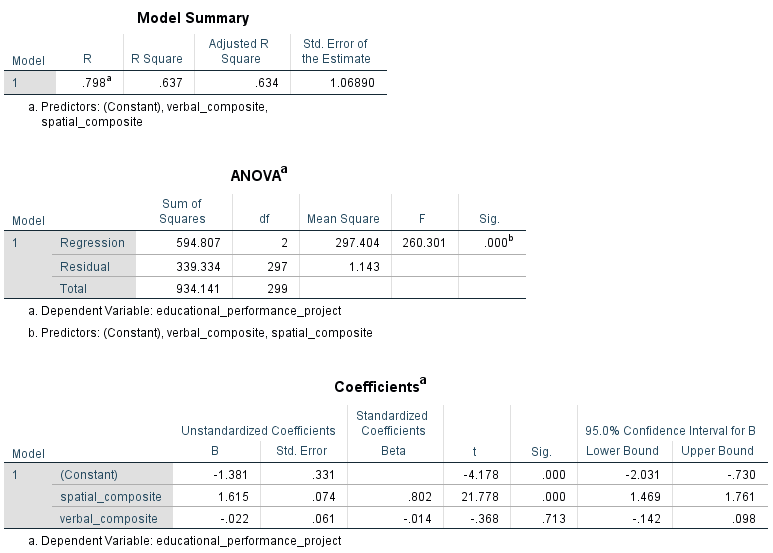 Model Summary
Model R R Square Adjusted R Square Std. Error of the Estimate
1 .798a .637 .634 1.06890
a. Predictors: (Constant), verbal_composite,
spatial_composite
ANOVAa
Model Sum of Squares df Mean Square F Sig.
1 Regression 594.807 2 297.404 260.301 .000b
Residual 339.334 297 1.143
Total 934.141 299
a. Dependent Variable: educational_performance_project
b. Predictors: (Constant), verbal_composite, spatial_composite
Coefficientsa
Unstandardized Coefficients Standardized Coefficients 95.0% Confidence Interval for B
Model B Std. Error Beta t Sig. Lower Bound Upper Bound
1 (Constant) -1.381 .331 -4.178 .000 -2.031 -.730
spatial_composite 1.615 .074 .802 21.778 .000 1.469 1.761
verbal_composite -.022 .061 -.014 -.368 .713 -.142 .098
a. Dependent Variable: educational_performance_project